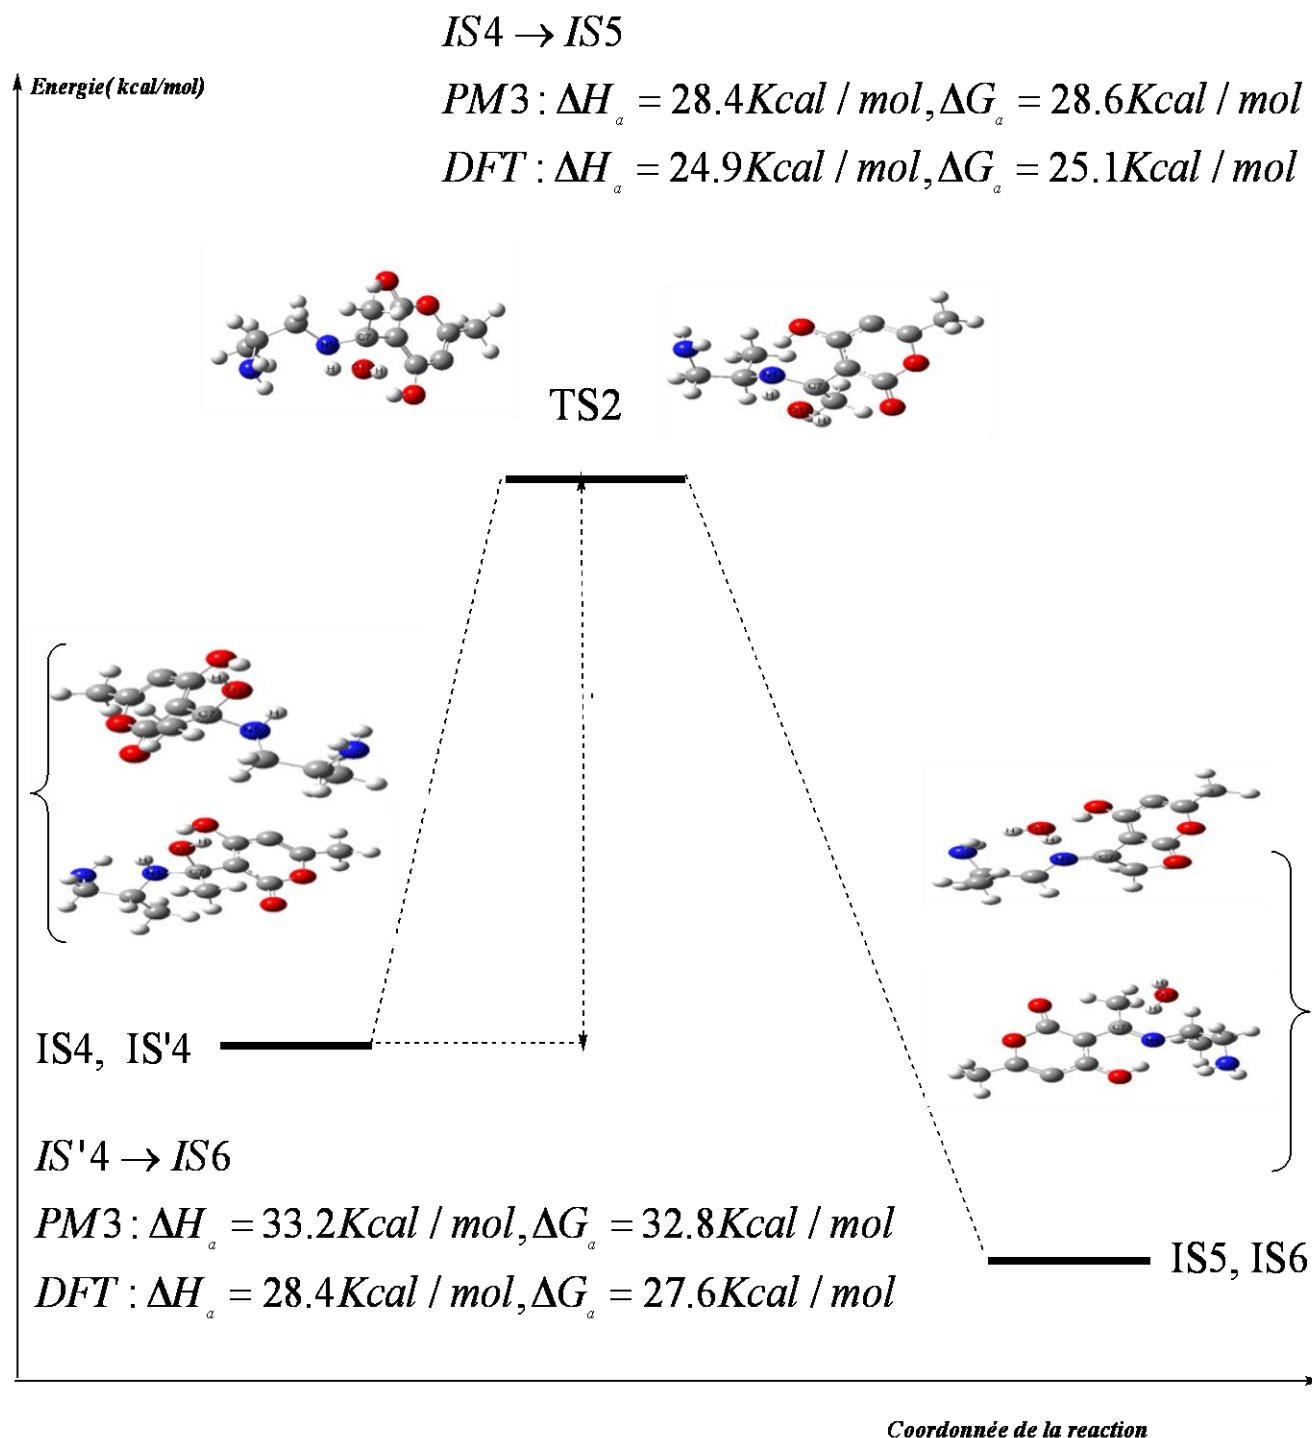 IS4 → IS5
Energie( kcal/mol)
PM3 : ΔHₐ = 28.4Kcal / mol, ΔGₐ = 28.6Kcal / mol
DFT : ΔHₐ = 24.9Kcal / mol, ΔGₐ = 25.1Kcal / mol
TS2
IS4, IS'4
IS'4 → IS6
PM3 : ΔHₐ = 33.2Kcal / mol, ΔGₐ = 32.8Kcal / mol
DFT : ΔHₐ = 28.4Kcal / mol, ΔGₐ = 27.6Kcal / mol
IS5, IS6
Coordonnée de la reaction